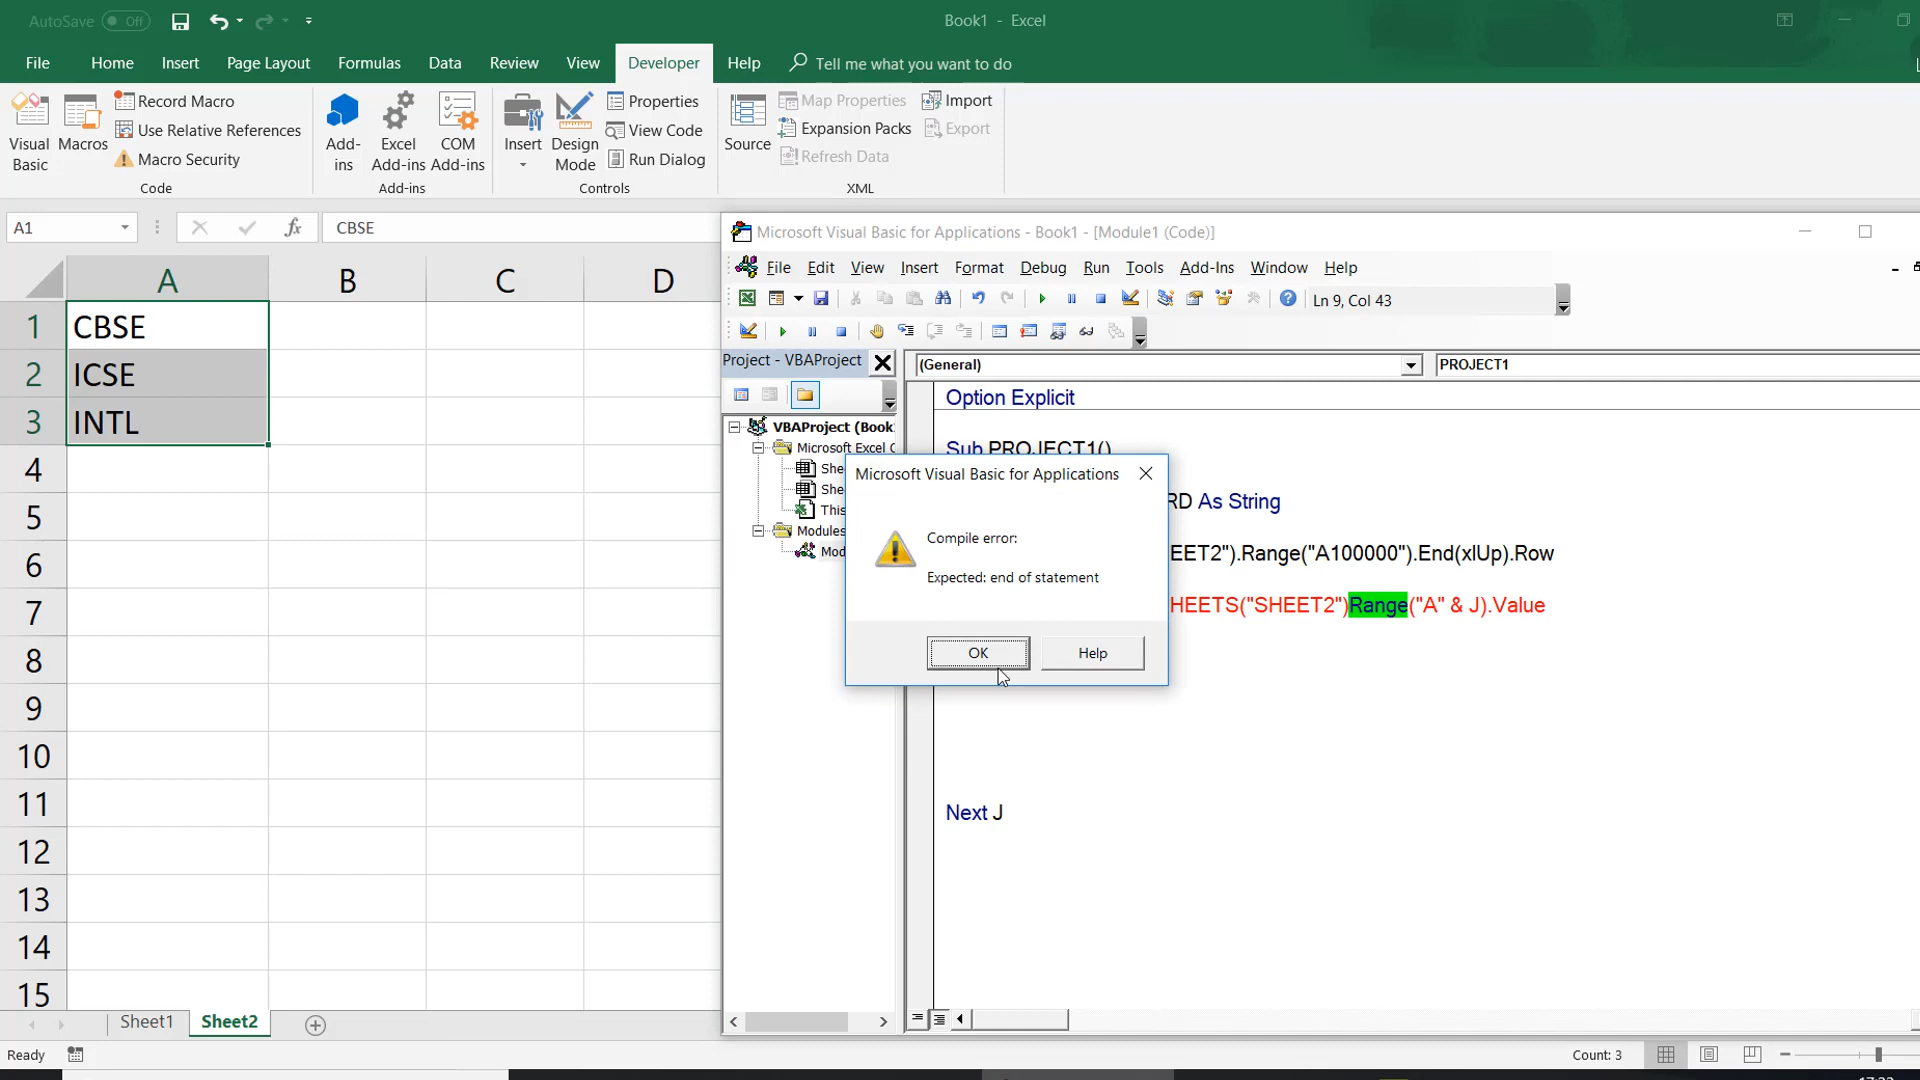 AutoSave Off
Book1 - Excel
File Home Insert Page Layout Formulas Data Review View Developer Help Tell me what you want to do
Visual Basic
Macros
Record Macro
Use Relative References
Macro Security
Code
Add-ins
Excel Add-ins
COM Add-ins
Add-ins
Insert
Design Mode
Properties
View Code
Run Dialog
Controls
Source
Map Properties
Expansion Packs
Refresh Data
Import
Export
XML
A1
fx
CBSE
A B C D
1 CBSE
2 ICSE
3 INTL
4
5
6
7
8
9
10
11
12
13
14
15
Sheet1 Sheet2
Ready
Count: 3
Microsoft Visual Basic for Applications - Book1 - [Module1 (Code)]
File Edit View Insert Format Debug Run Tools Add-Ins Window Help
Ln 9, Col 43
Project - VBAProject
VBAProject (Book
Microsoft Excel O
She
She
This
Modules
Mod
(General)
PROJECT1
Option Explicit
Sub PROJECT1()
RD As String
EET2").Range("A100000").End(xlUp).Row
HEETS("SHEET2")Range("A" & J).Value
Next J
Microsoft Visual Basic for Applications
Compile error:
Expected: end of statement
OK
Help